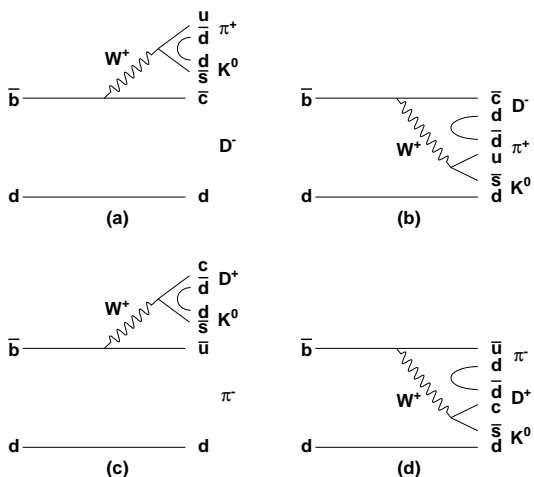 u π⁺
d̄
W⁺ d
s̄ K⁰
b̄ c̄
D⁻
d d
(a)
b̄ c̄ D⁻
d
d̄
W⁺ u π⁺
s̄ K⁰
d d
(b)
c D⁺
d̄
W⁺ d
s̄ K⁰
b̄ ū
π⁻
d d
(c)
b̄ ū π⁻
d
d̄ D⁺
W⁺ c
s̄ K⁰
d d
(d)